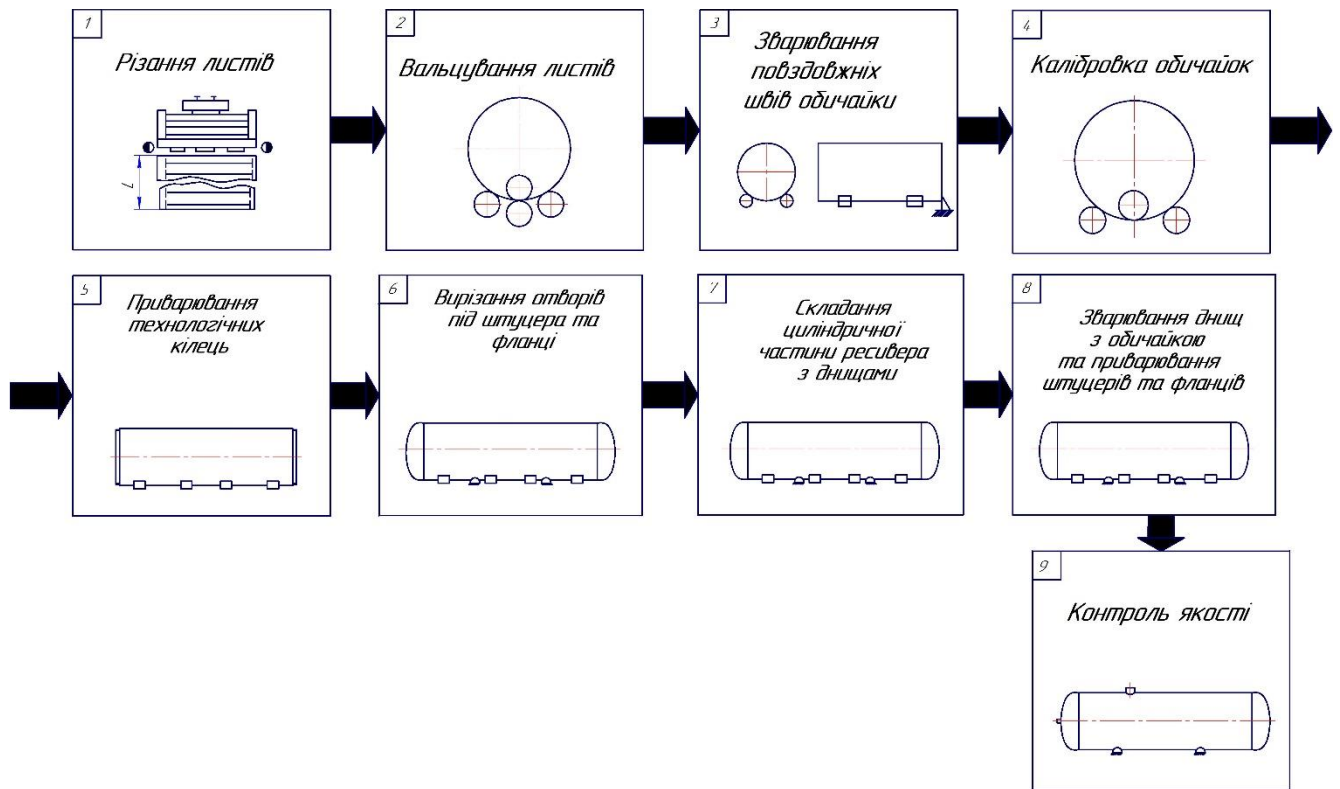 1
Різання листів
L
2
Вальцування листів
3
Зварювання
повздовжніх
швів обичайки
4
Калібровка обичайок
5
Приварювання
технологічних
кілець
6
Вирізання отворів
під штуцера та
фланці
7
Складання
циліндричної
частини ресивера
з днищами
8
Зварювання днищ
з обичайкою
та приварювання
штуцерів та фланців
9
Контроль якості